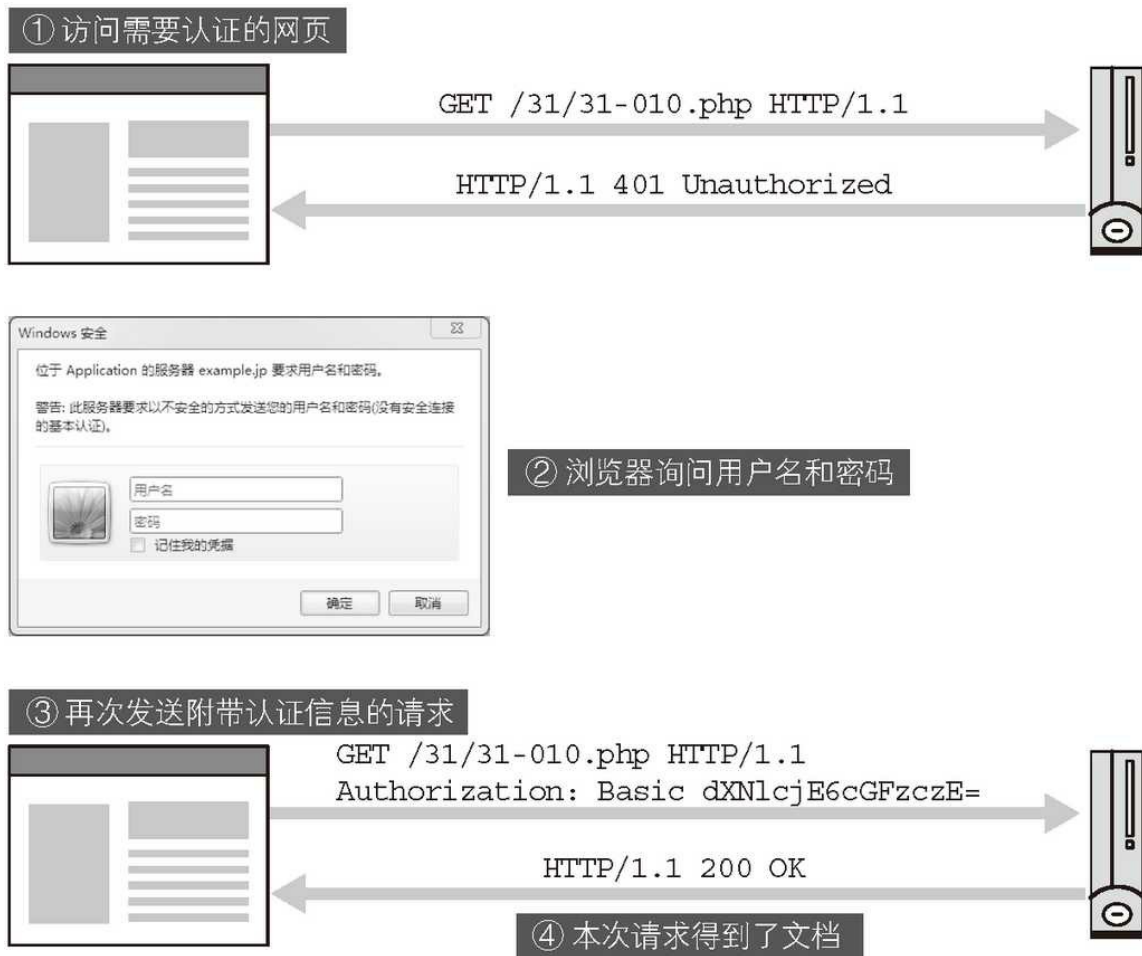 ① 访问需要认证的网页
GET /31/31-010.php HTTP/1.1
HTTP/1.1 401 Unauthorized
Windows 安全
位于 Application 的服务器 example.jp 要求用户名和密码。
警告: 此服务器要求以不安全的方式发送您的用户名和密码(没有安全连接
的基本认证)。
用户名
密码
记住我的凭据
确定
取消
② 浏览器询问用户名和密码
③ 再次发送附带认证信息的请求
GET /31/31-010.php HTTP/1.1
Authorization: Basic dXNlcjE6cGFzczE=
HTTP/1.1 200 OK
④ 本次请求得到了文档